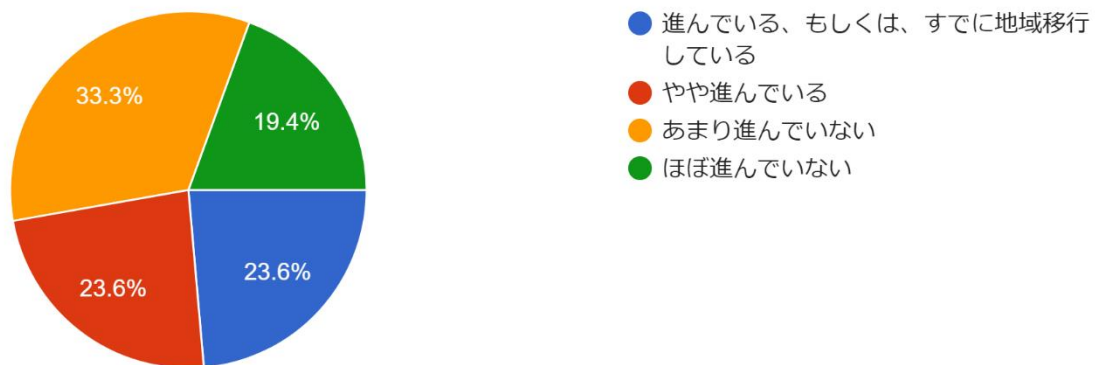 進んでいる、もしくは、すでに地域移行
している
やや進んでいる
あまり進んでいない
ほぼ進んでいない
33.3%
19.4%
23.6%
23.6%